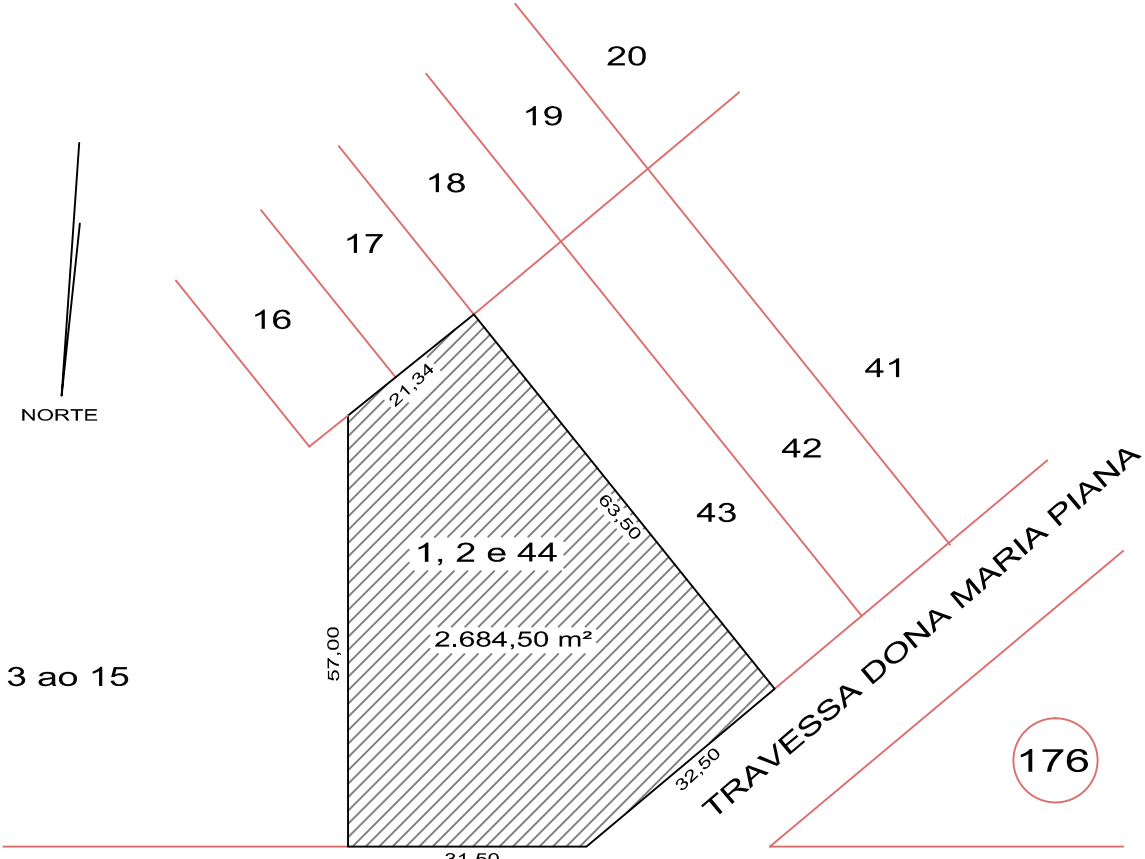 20
19
18
17
16
NORTE
21,34
41
42
43
63,50
1, 2 e 44
2.684,50 m²
57,00
3 ao 15
32,50
TRAVESSA DONA MARIA PIANA
176
31,50